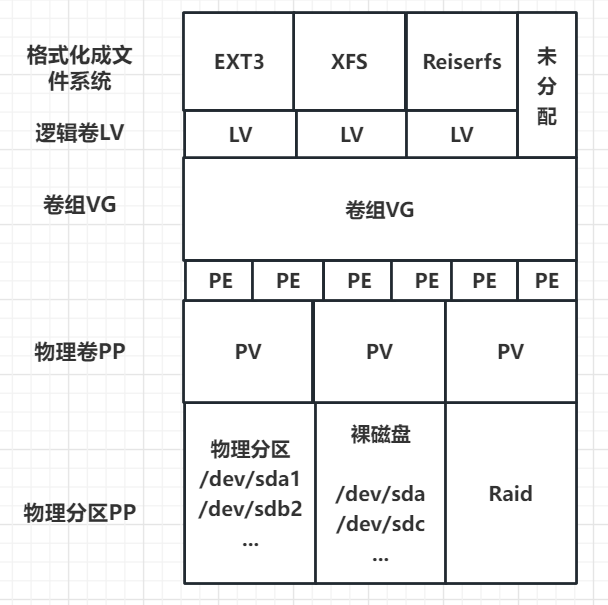 格式化成文
件系统
EXT3
XFS
Reiserfs
未
分
配
逻辑卷LV
LV
LV
LV
卷组VG
卷组VG
PE
PE
PE
PE
PE
PE
物理卷PP
PV
PV
PV
物理分区PP
物理分区
/dev/sda1
/dev/sdb2
...
裸磁盘
/dev/sda
/dev/sdc
...
Raid